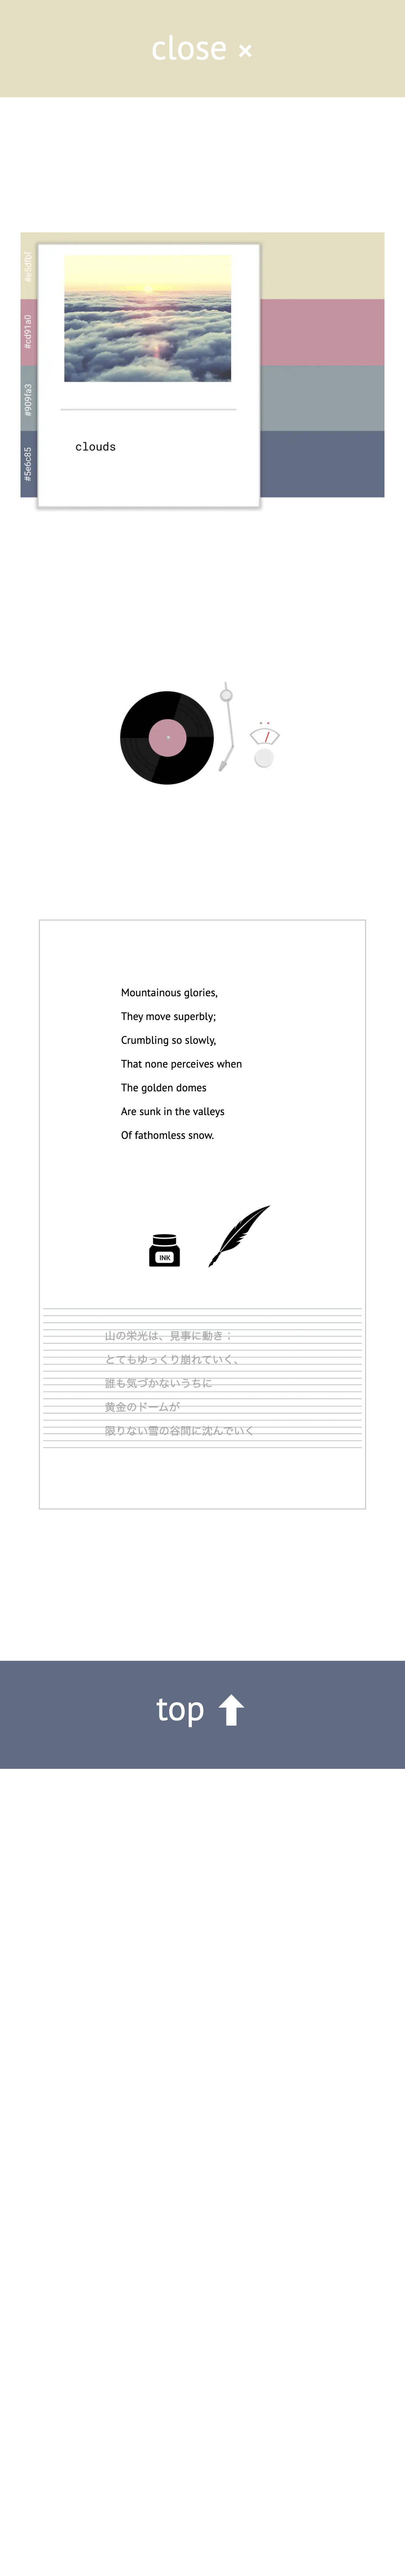 close ×
#e5dfbf
#cd91a0
#909fa3
#5e6c85
clouds
Mountainous glories,
They move superbly;
Crumbling so slowly,
That none perceives when
The golden domes
Are sunk in the valleys
Of fathomless snow.
INK
山の栄光は、見事に動き；
とてもゆっくり崩れていく、
誰も気づかないうちに
黄金のドームが
限りない雪の谷間に沈んでいく
top